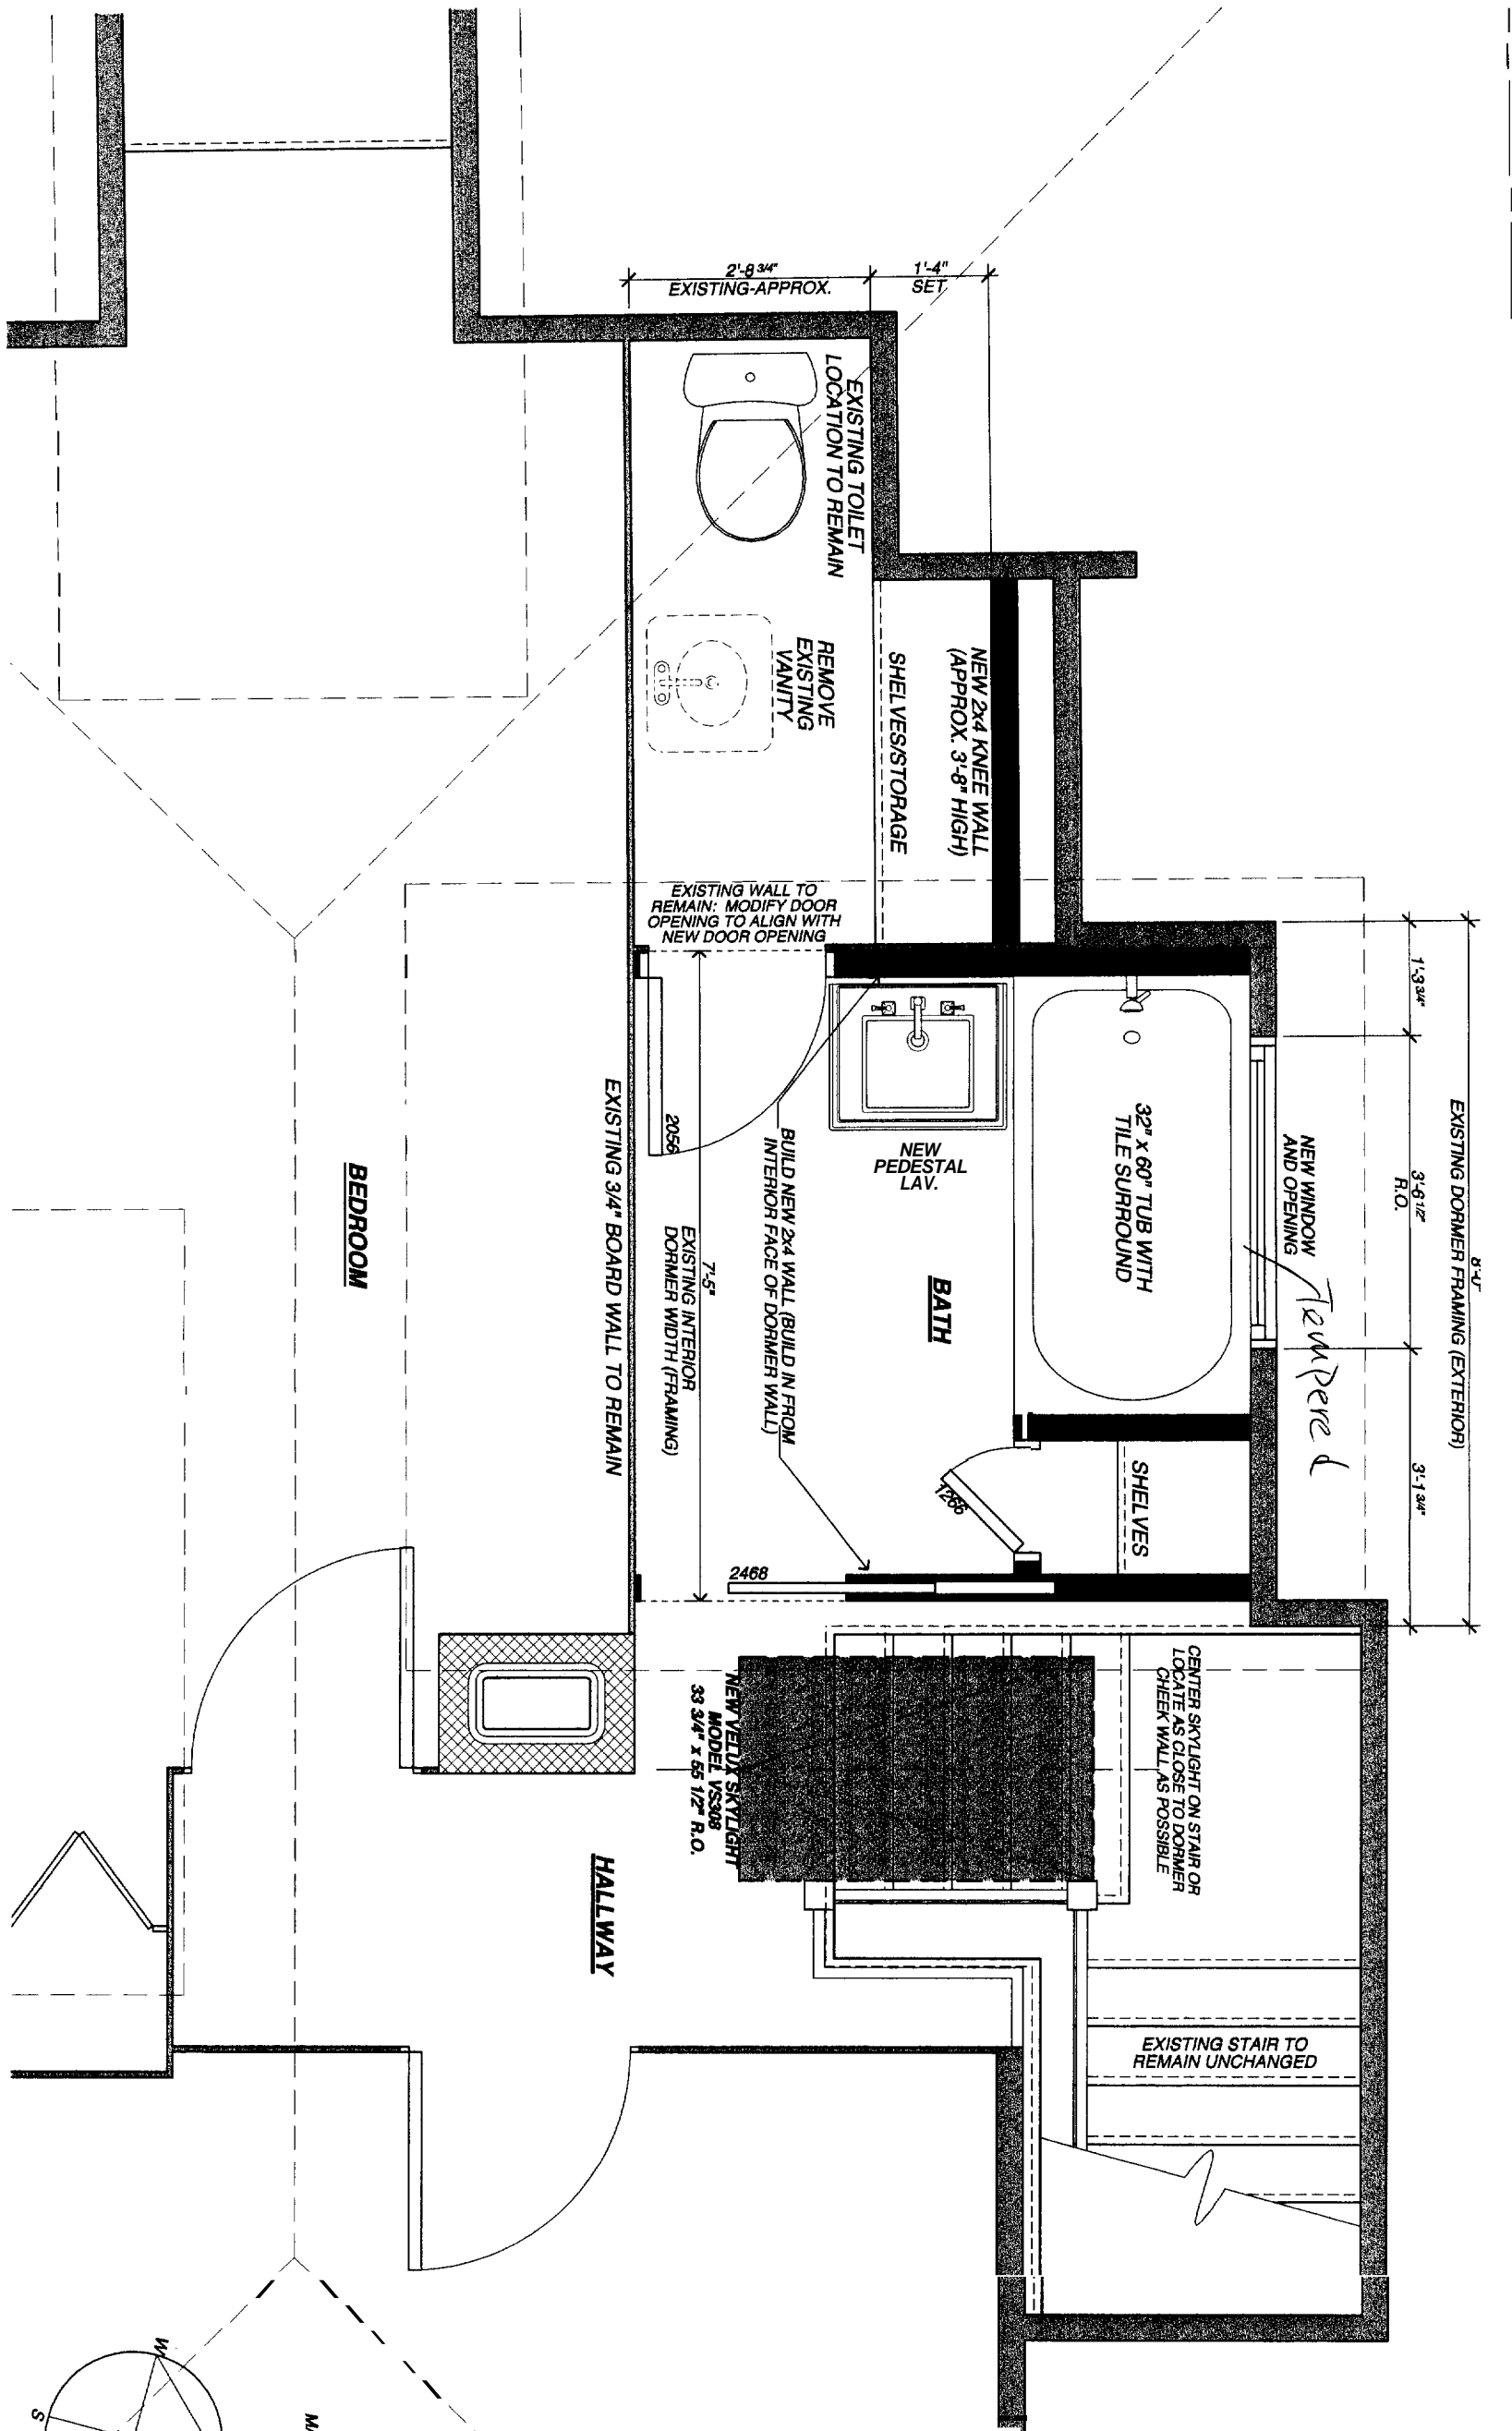 2'-8 3/4"
EXISTING-APPROX.
1'-4"
SET
EXISTING TOILET
LOCATION TO REMAIN
REMOVE
EXISTING
VANITY
SHELVES/STORAGE
NEW 2x4 KNEE WALL
(APPROX. 3'-8" HIGH)
EXISTING WALL TO
REMAIN: MODIFY DOOR
OPENING TO ALIGN WITH
NEW DOOR OPENING
8'-0"
EXISTING DORMER FRAMING (EXTERIOR)
1'-3 3/4"
3'-6 1/2"
R.O.
3'-1 3/4"
NEW WINDOW
AND OPENING
Tempered
32" x 60" TUB WITH
TILE SURROUND
NEW
PEDESTAL
LAV.
BATH
2056
BUILD NEW 2x4 WALL (BUILD IN FROM
INTERIOR FACE OF DORMER WALL)
7'-5"
EXISTING INTERIOR
DORMER WIDTH (FRAMING)
EXISTING 3/4" BOARD WALL TO REMAIN
BEDROOM
SHELVES
1266
2468
CENTER SKYLIGHT ON STAIR OR
LOCATE AS CLOSE TO DORMER
CHEEK WALL AS POSSIBLE
NEW VELUX SKYLIGHT
MODEL VS308
33 3/4" x 55 1/2" R.O.
HALLWAY
EXISTING STAIR TO
REMAIN UNCHANGED
W
S